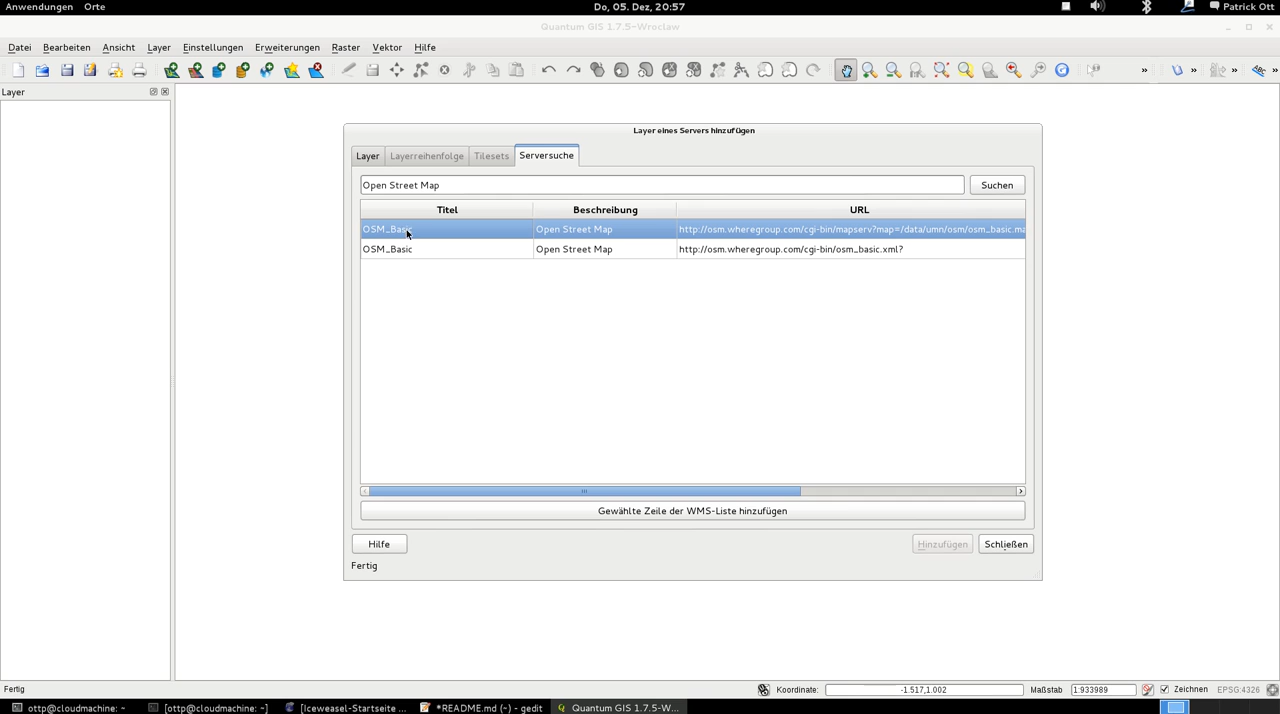 Anwendungen Orte Do, 05. Dez, 20:57 Patrick Ott
Quantum GIS 1.7.5-Wroclaw
Datei Bearbeiten Ansicht Layer Einstellungen Erweiterungen Raster Vektor Hilfe
Layer
Layer eines Servers hinzufügen
Layer Layerreihenfolge Tilesets Serversuche
Open Street Map Suchen
Titel Beschreibung URL
OSM_Basic Open Street Map http://osm.wheregroup.com/cgi-bin/mapserv?map=/data/umn/osm/osm_basic.ma
OSM_Basic Open Street Map http://osm.wheregroup.com/cgi-bin/osm_basic.xml?
Gewählte Zeile der WMS-Liste hinzufügen
Hilfe Hinzufügen Schließen
Fertig
Fertig Koordinate: -1.517,1.002 Maßstab 1:933989 Zeichnen EPSG:4326
ottp@cloudmachine: ~ [ottp@cloudmachine: ~] [Iceweasel-Startseite ... *README.md (~) - gedit Quantum GIS 1.7.5-W...